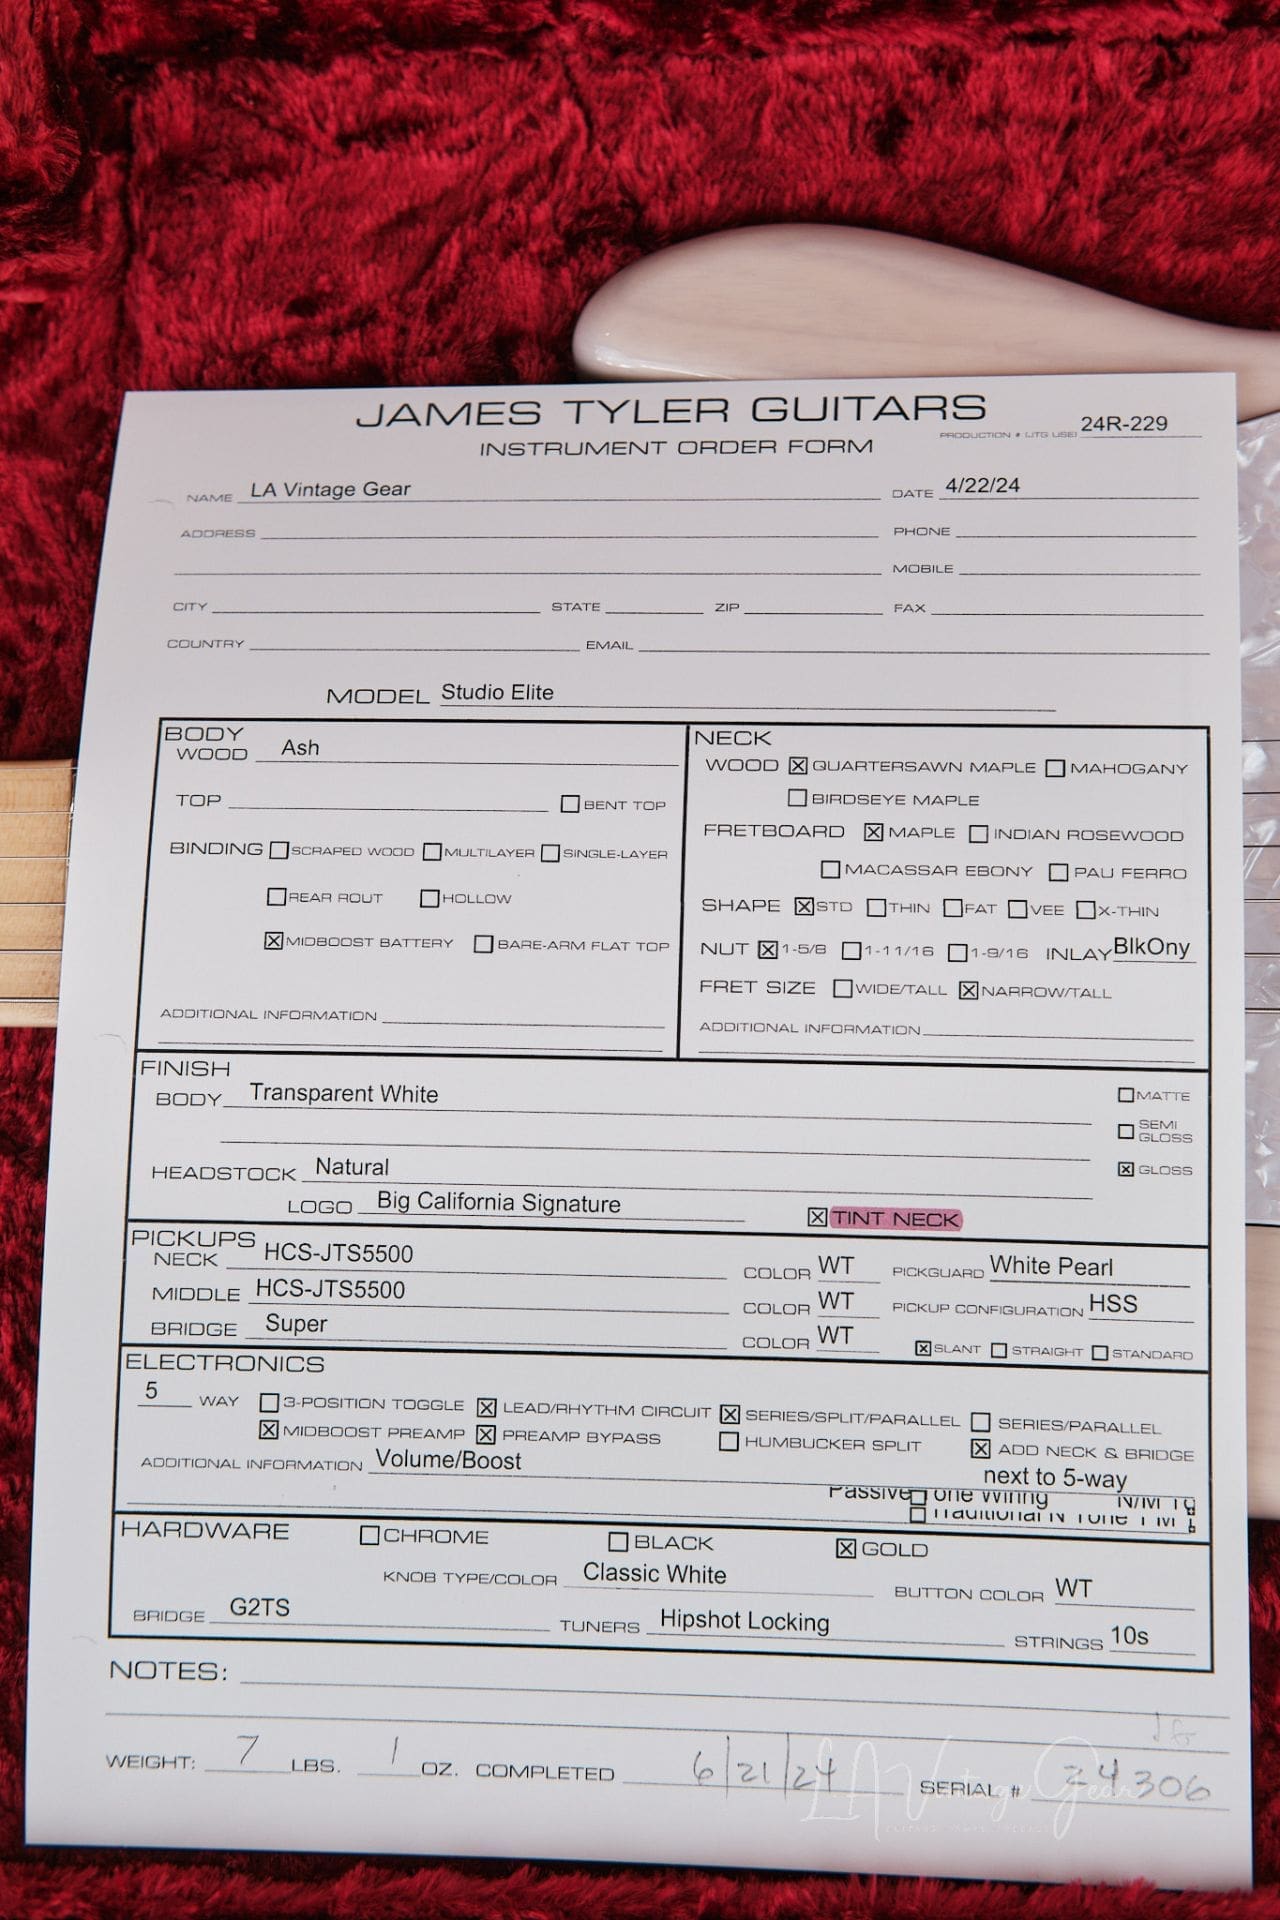 JAMES TYLER GUITARS
INSTRUMENT ORDER FORM
PRODUCTION # (JTG USE) 24R-229
NAME LA Vintage Gear DATE 4/22/24
ADDRESS PHONE
MOBILE
CITY STATE ZIP FAX
COUNTRY EMAIL
MODEL Studio Elite
BODY
WOOD Ash
TOP ☐ BENT TOP
BINDING ☐ SCRAPED WOOD ☐ MULTILAYER ☐ SINGLE-LAYER
☐ REAR ROUT ☐ HOLLOW
☒ MIDBOOST BATTERY ☐ BARE-ARM FLAT TOP
ADDITIONAL INFORMATION
NECK
WOOD ☒ QUARTERSAWN MAPLE ☐ MAHOGANY
☐ BIRDSEYE MAPLE
FRETBOARD ☒ MAPLE ☐ INDIAN ROSEWOOD
☐ MACASSAR EBONY ☐ PAU FERRO
SHAPE ☒ STD ☐ THIN ☐ FAT ☐ VEE ☐ X-THIN
NUT ☒ 1-5/8 ☐ 1-11/16 ☐ 1-9/16 INLAY BlkOny
FRET SIZE ☐ WIDE/TALL ☒ NARROW/TALL
ADDITIONAL INFORMATION
FINISH
BODY Transparent White ☐ MATTE
☐ SEMI GLOSS
HEADSTOCK Natural ☒ GLOSS
LOGO Big California Signature ☒ TINT NECK
PICKUPS
NECK HCS-JTS5500 COLOR WT PICKGUARD White Pearl
MIDDLE HCS-JTS5500 COLOR WT PICKUP CONFIGURATION HSS
BRIDGE Super COLOR WT ☒ SLANT ☐ STRAIGHT ☐ STANDARD
ELECTRONICS
5 WAY ☐ 3-POSITION TOGGLE ☒ LEAD/RHYTHM CIRCUIT ☒ SERIES/SPLIT/PARALLEL ☐ SERIES/PARALLEL
☒ MIDBOOST PREAMP ☒ PREAMP BYPASS ☐ HUMBUCKER SPLIT ☒ ADD NECK & BRIDGE
ADDITIONAL INFORMATION Volume/Boost next to 5-way
Passive one Wiring N/M
Traditional N Tone
HARDWARE ☐ CHROME ☐ BLACK ☒ GOLD
KNOB TYPE/COLOR Classic White BUTTON COLOR WT
BRIDGE G2TS TUNERS Hipshot Locking STRINGS 10s
NOTES:
WEIGHT: 7 LBS. 1 OZ. COMPLETED 6/21/24 SERIAL # 24306
LA Vintage Gear